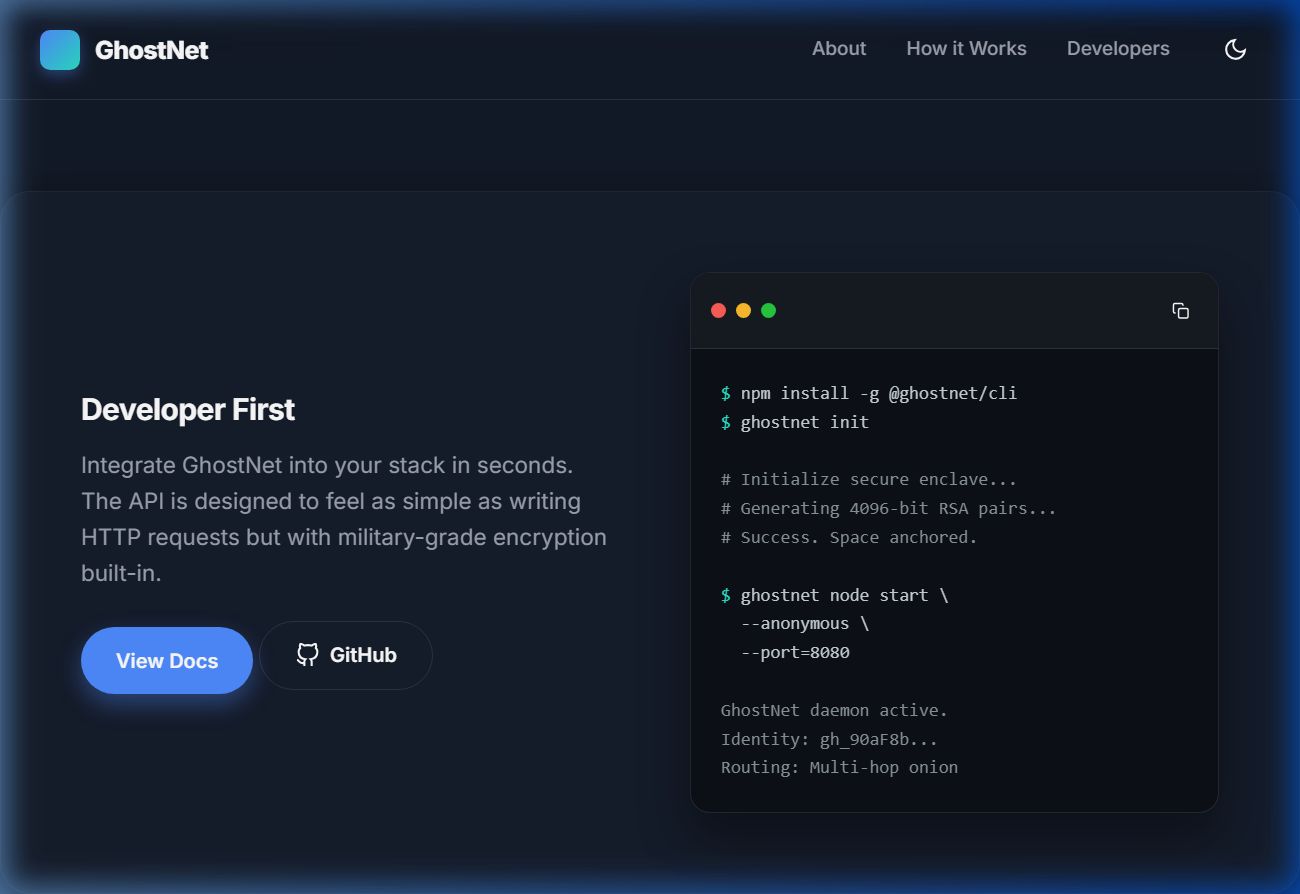 GhostNet
About How it Works Developers
Developer First
Integrate GhostNet into your stack in seconds.
The API is designed to feel as simple as writing
HTTP requests but with military-grade encryption
built-in.
View Docs
GitHub
$ npm install -g @ghostnet/cli
$ ghostnet init
# Initialize secure enclave...
# Generating 4096-bit RSA pairs...
# Success. Space anchored.
$ ghostnet node start \
--anonymous \
--port=8080
GhostNet daemon active.
Identity: gh_90aF8b...
Routing: Multi-hop onion